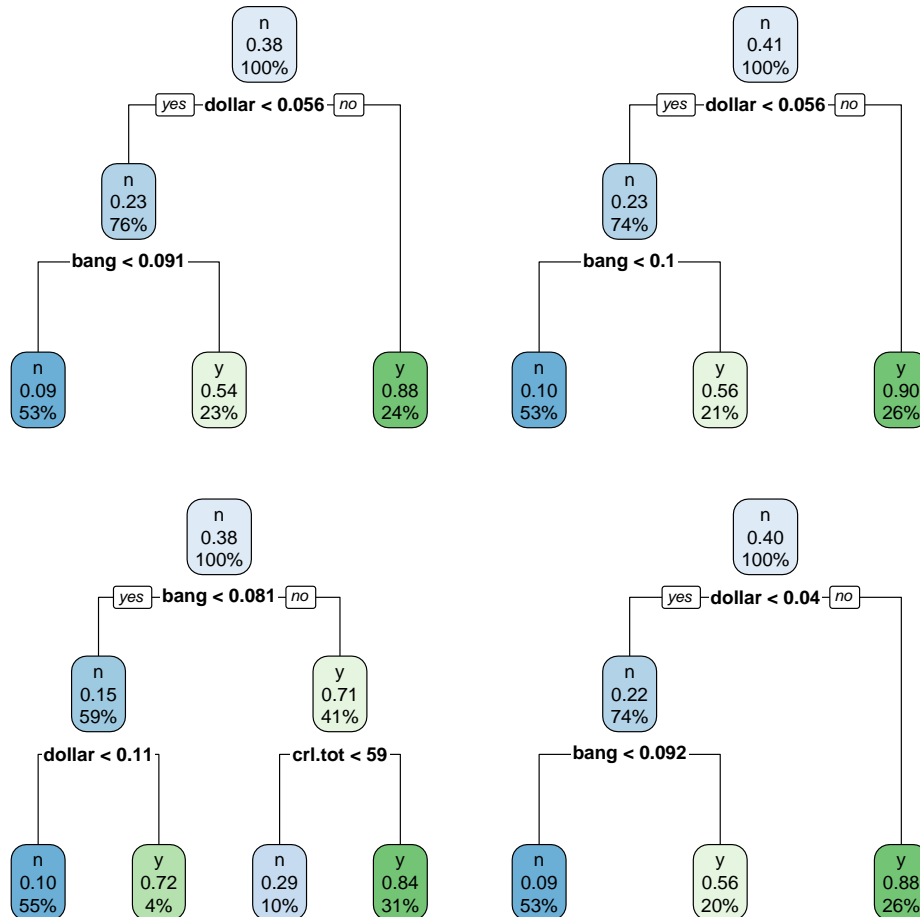 n
0.38
100%
yes dollar < 0.056 no
n
0.23
76%
bang < 0.091
n
0.09
53%
y
0.54
23%
y
0.88
24%
n
0.41
100%
yes dollar < 0.056 no
n
0.23
74%
bang < 0.1
n
0.10
53%
y
0.56
21%
y
0.90
26%
n
0.38
100%
yes bang < 0.081 no
n
0.15
59%
y
0.71
41%
dollar < 0.11
crl.tot < 59
n
0.10
55%
y
0.72
4%
n
0.29
10%
y
0.84
31%
n
0.40
100%
yes dollar < 0.04 no
n
0.22
74%
bang < 0.092
n
0.09
53%
y
0.56
20%
y
0.88
26%